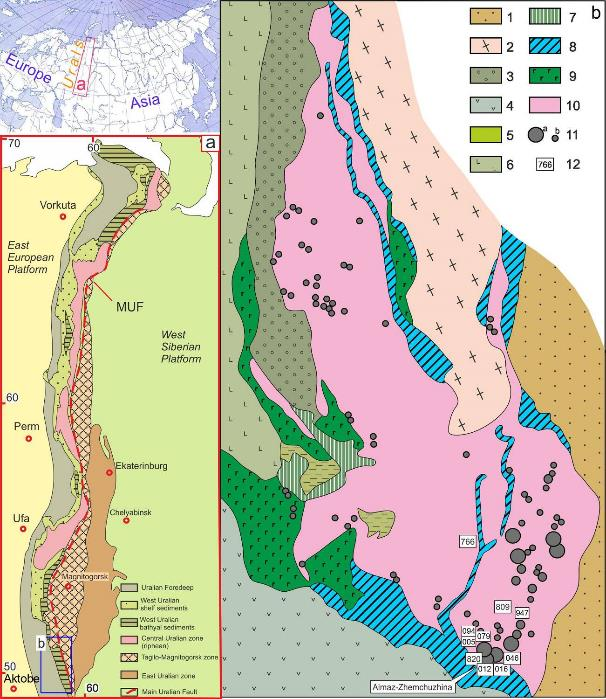 Urals
Europe
a
Asia
a
70
60
Vorkuta
East
European
Platform
MUF
West
Siberian
Platform
60
Perm
Ekaterinburg
Chelyabinsk
Ufa
Magnitogorsk
b
50
Aktobe
60
Uralian Foredeep
West Uralian
shelf sediments
West Uralian
bathyal sediments
Central Uralian zone
(riphean)
Tagilo-Magnitogorsk zone
East Uralian zone
Main Uralian Fault
b
1
2
3
4
5
6
7
8
9
10
a b 11
766 12
766
809
947
094
079
005
820
046
012 016
Almaz-Zhemchuzhina